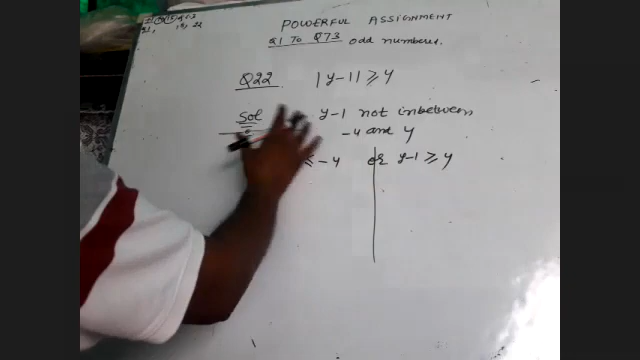 POWERFUL ASSIGNMENT
Q1 TO Q73 odd numbers.
Q22 |y-1| ≥ 4
Sol y-1 not inbetween
-4 and 4
≤ -4 or y-1 ≥ 4